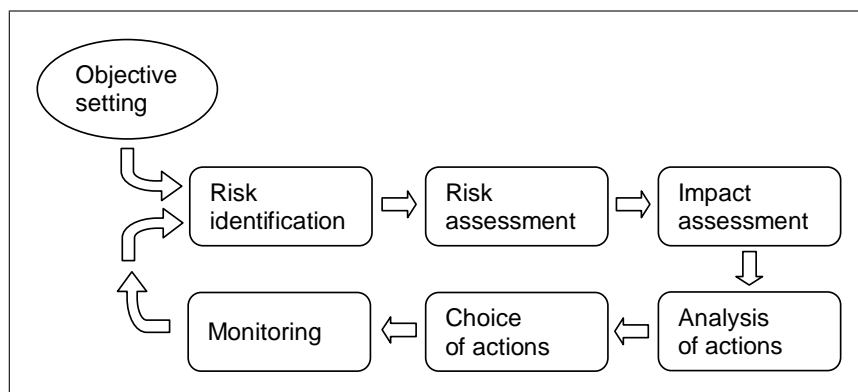 Objective
setting
Risk
identification
Risk
assessment
Impact
assessment
Analysis
of actions
Choice
of actions
Monitoring